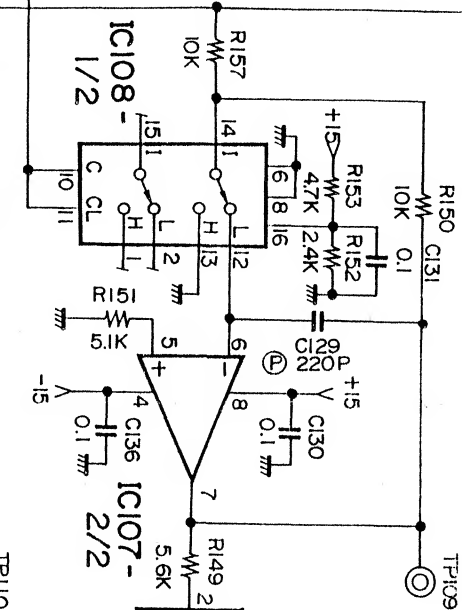 R157
10K
IC108-
1/2
15
I
14
I
C
10
CL
11
H
L
H
L
1
2
13
12
6
8
16
+15
R153
4.7K
R152
2.4K
C131
0.1
R150
10K
R151
5.1K
5
6
+
-
C129
P 220P
-15
4
C136
0.1
8
+15
C130
0.1
7
IC107-
2/2
R149
5.6K
2
TP109
TP110